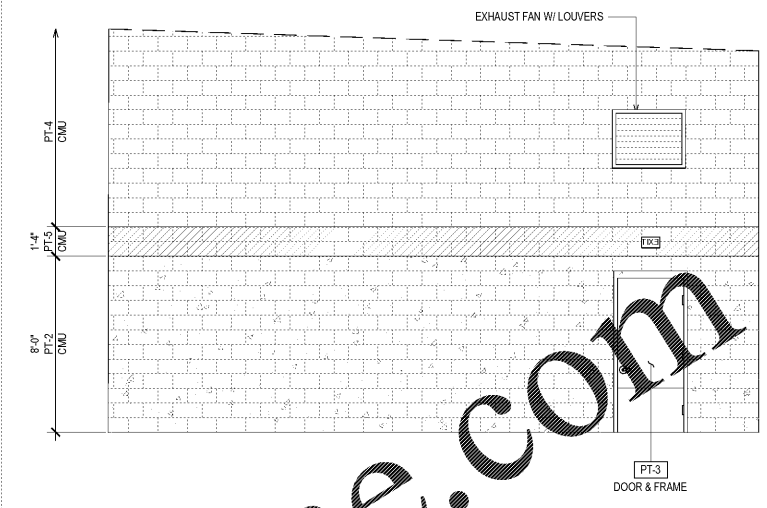 EXHAUST FAN W/ LOUVERS
PT-4
CMU
1'-4"
PT-5
CMU
EXIT
8'-0"
PT-2
CMU
PT-3
DOOR & FRAME
e.com